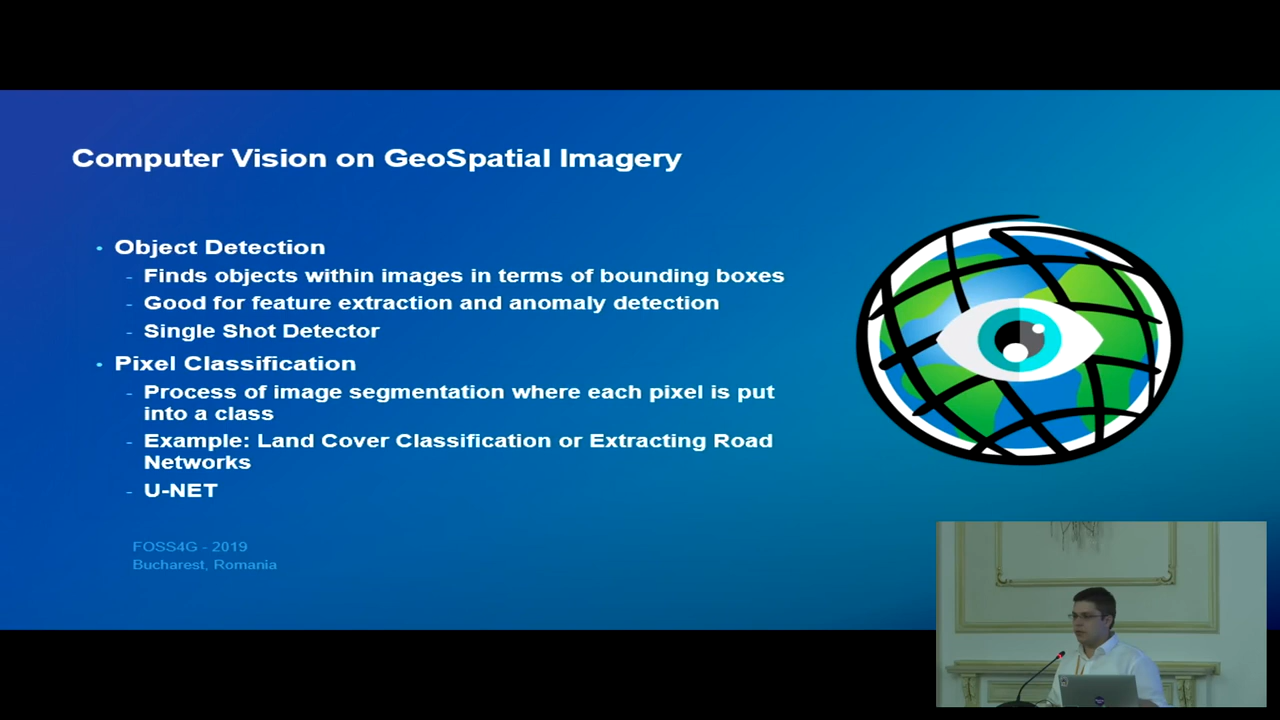 Computer Vision on GeoSpatial Imagery
• Object Detection
- Finds objects within images in terms of bounding boxes
- Good for feature extraction and anomaly detection
- Single Shot Detector
• Pixel Classification
- Process of image segmentation where each pixel is put
into a class
- Example: Land Cover Classification or Extracting Road
Networks
- U-NET
FOSS4G - 2019
Bucharest, Romania